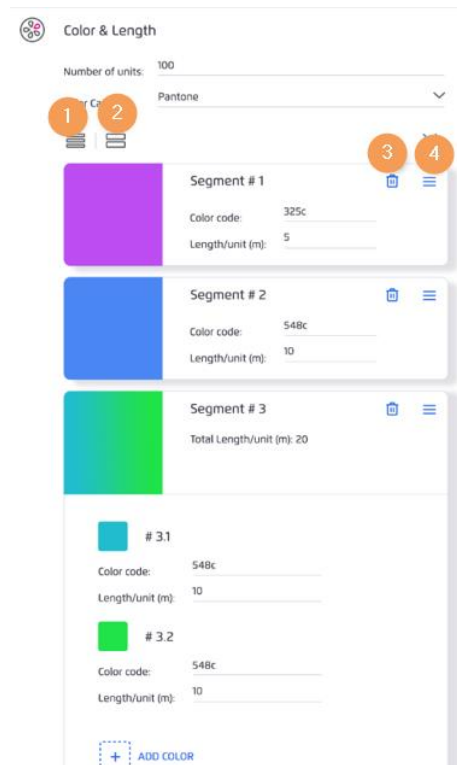 Color & Length
Number of units: 100
Pantone
1
2
3
4
Segment # 1
Color code: 325c
Length/unit (m): 5
Segment # 2
Color code: 548c
Length/unit (m): 10
Segment # 3
Total Length/unit (m): 20
# 3.1
Color code: 548c
Length/unit (m): 10
# 3.2
Color code: 548c
Length/unit (m): 10
+ ADD COLOR